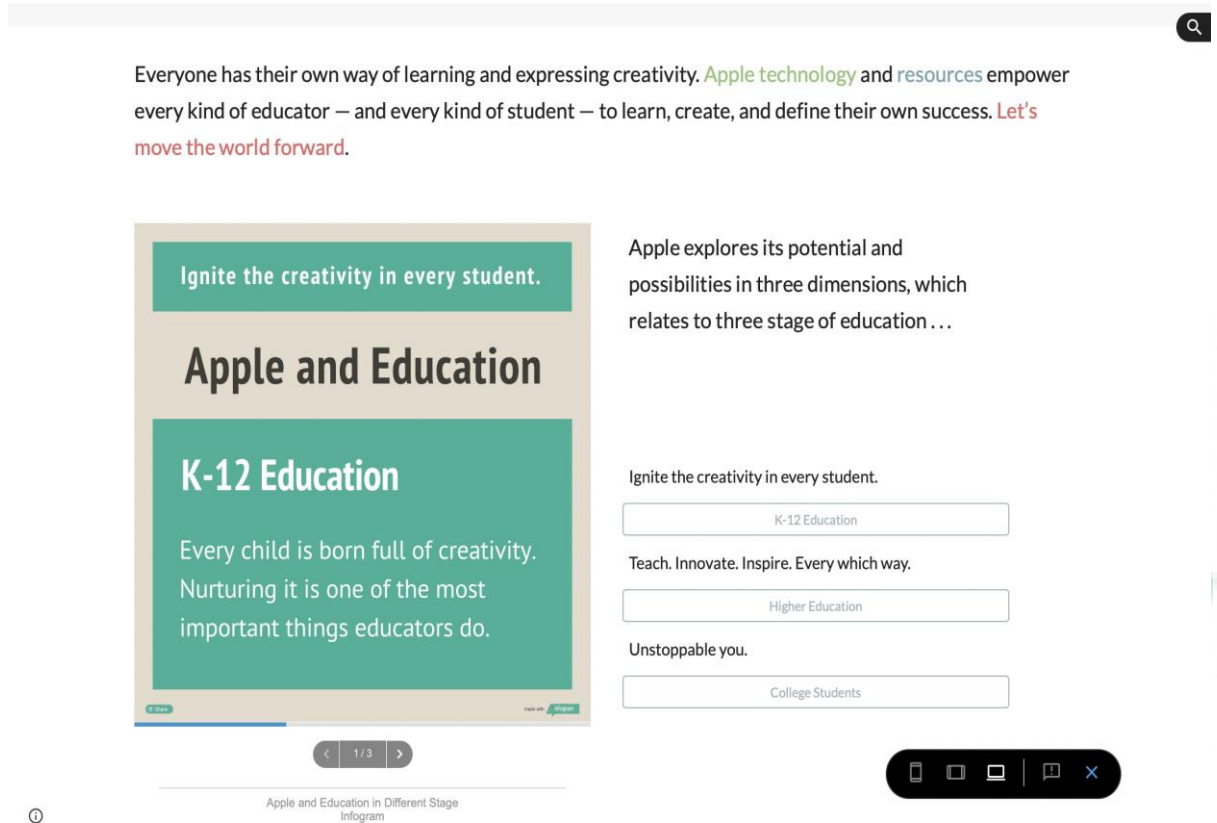 Everyone has their own way of learning and expressing creativity. Apple technology and resources empower
every kind of educator — and every kind of student — to learn, create, and define their own success. Let's
move the world forward.
Ignite the creativity in every student.
Apple and Education
K-12 Education
Every child is born full of creativity.
Nurturing it is one of the most
important things educators do.
Share
made with infogram
1 / 3
Apple and Education in Different Stage
Infogram
Apple explores its potential and
possibilities in three dimensions, which
relates to three stage of education . . .
Ignite the creativity in every student.
K-12 Education
Teach. Innovate. Inspire. Every which way.
Higher Education
Unstoppable you.
College Students